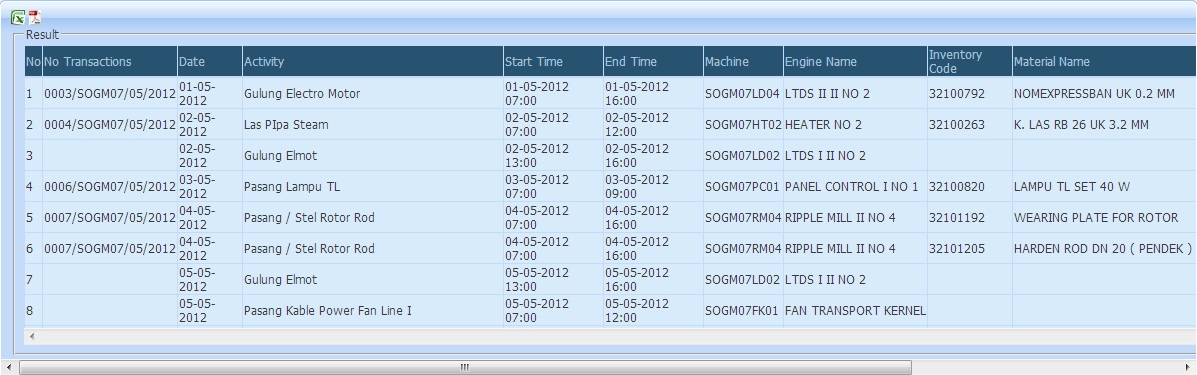 Result
No No Transactions Date Activity Start Time End Time Machine Engine Name Inventory Code Material Name
1 0003/SOGM07/05/2012 01-05-2012 Gulung Electro Motor 01-05-2012 07:00 01-05-2012 16:00 SOGM07LD04 LTDS II II NO 2 32100792 NOMEXPRESSBAN UK 0.2 MM
2 0004/SOGM07/05/2012 02-05-2012 Las PIpa Steam 02-05-2012 07:00 02-05-2012 12:00 SOGM07HT02 HEATER NO 2 32100263 K. LAS RB 26 UK 3.2 MM
3 02-05-2012 Gulung Elmot 02-05-2012 13:00 02-05-2012 16:00 SOGM07LD02 LTDS I II NO 2
4 0006/SOGM07/05/2012 03-05-2012 Pasang Lampu TL 03-05-2012 07:00 03-05-2012 09:00 SOGM07PC01 PANEL CONTROL I NO 1 32100820 LAMPU TL SET 40 W
5 0007/SOGM07/05/2012 04-05-2012 Pasang / Stel Rotor Rod 04-05-2012 07:00 04-05-2012 16:00 SOGM07RM04 RIPPLE MILL II NO 4 32101192 WEARING PLATE FOR ROTOR
6 0007/SOGM07/05/2012 04-05-2012 Pasang / Stel Rotor Rod 04-05-2012 07:00 04-05-2012 16:00 SOGM07RM04 RIPPLE MILL II NO 4 32101205 HARDEN ROD DN 20 ( PENDEK )
7 05-05-2012 Gulung Elmot 05-05-2012 13:00 05-05-2012 16:00 SOGM07LD02 LTDS I II NO 2
8 05-05-2012 Pasang Kable Power Fan Line I 05-05-2012 07:00 05-05-2012 12:00 SOGM07FK01 FAN TRANSPORT KERNEL